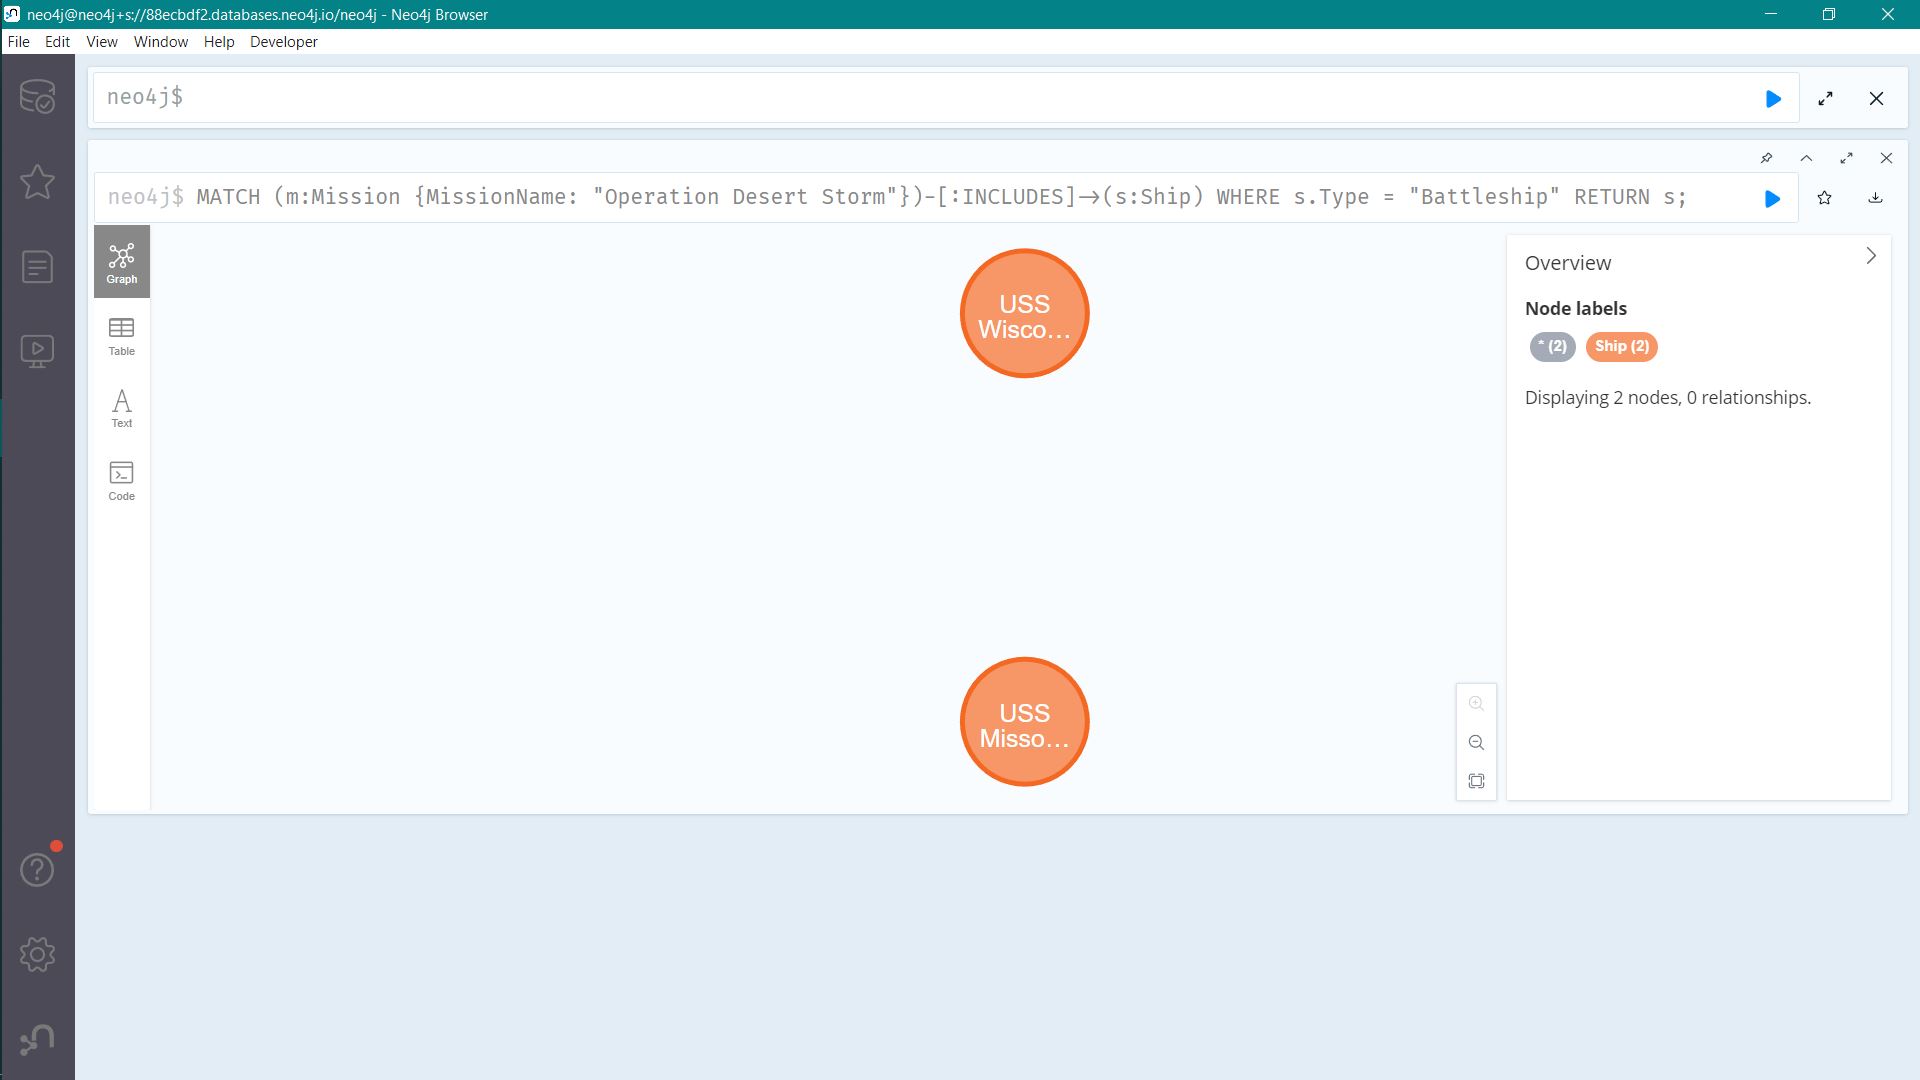 neo4j@neo4j+s://88ecbdf2.databases.neo4j.io/neo4j - Neo4j Browser
File Edit View Window Help Developer
neo4j$
neo4j$ MATCH (m:Mission {MissionName: "Operation Desert Storm"})-[:INCLUDES]→(s:Ship) WHERE s.Type = "Battleship" RETURN s;
Graph
Table
Text
Code
USS
Wisco...
USS
Misso...
Overview
Node labels
* (2) Ship (2)
Displaying 2 nodes, 0 relationships.